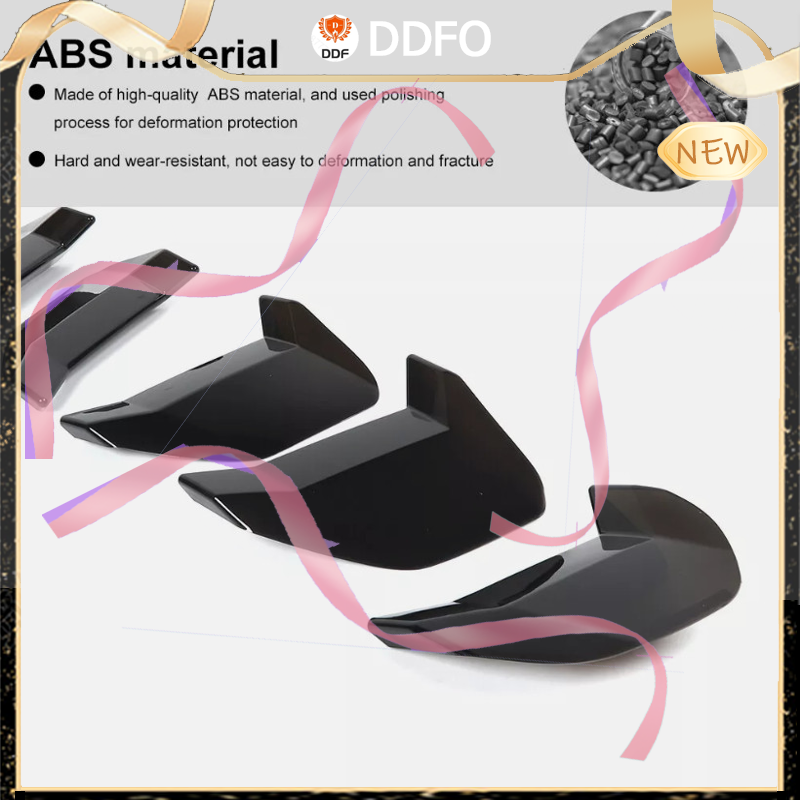 DDF
DDFO
ABS material
Made of high-quality ABS material, and used polishing
process for deformation protection
Hard and wear-resistant, not easy to deformation and fracture
NEW